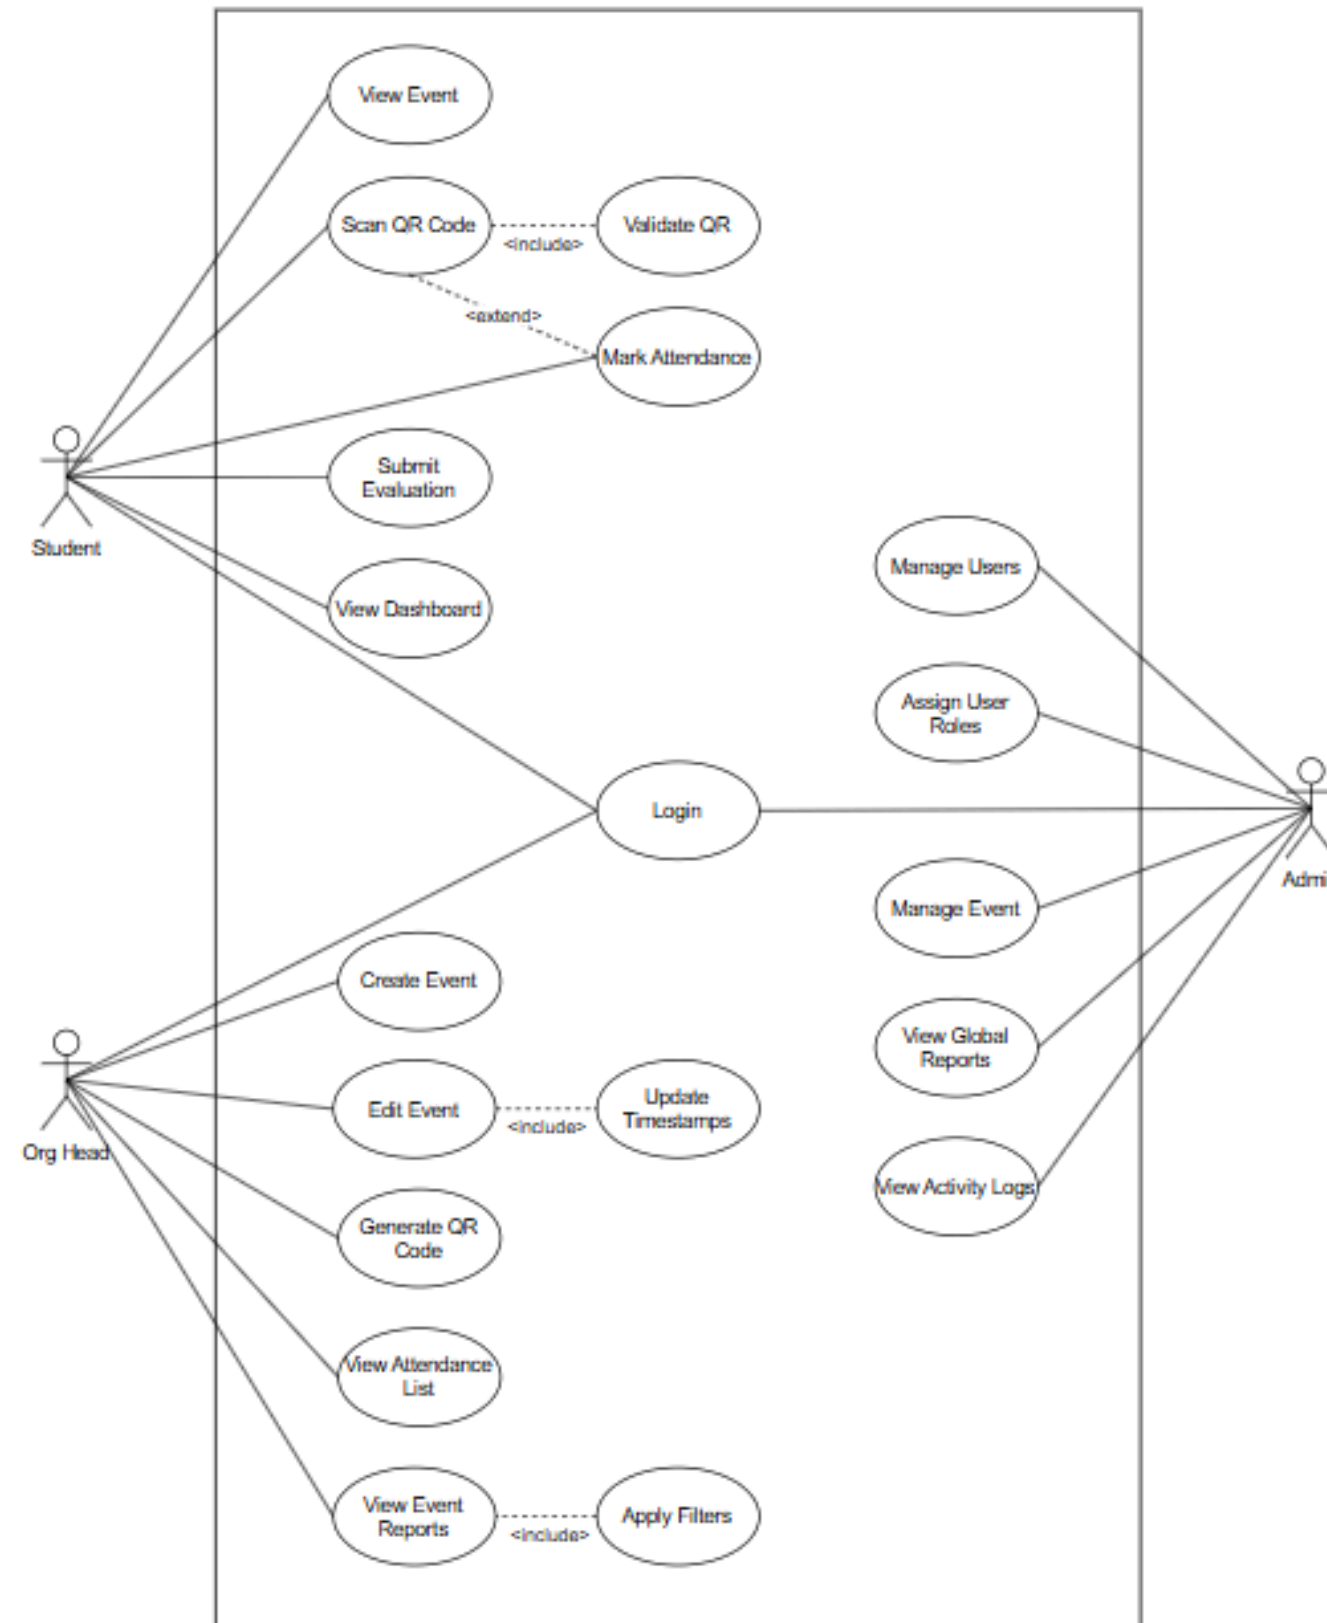 View Event
Scan QR Code
Validate QR
<include>
<extend>
Mark Attendance
Submit
Evaluation
Student
View Dashboard
Manage Users
Assign User
Roles
Login
Manage Event
Admi
Create Event
View Global
Reports
Edit Event
Update
Timestamps
<include>
Org Head
View Activity Logs
Generate QR
Code
View Attendance
List
View Event
Reports
Apply Filters
<include>